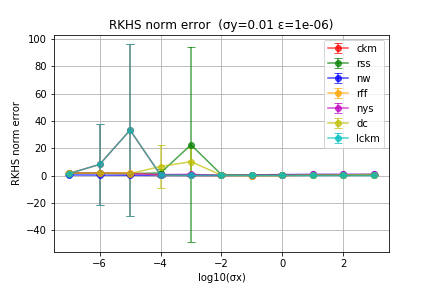 RKHS norm error (σy=0.01 ε=1e-06)
100
80
60
40
20
0
−20
−40
RKHS norm error
ckm
rss
nw
rff
nys
dc
lckm
−6
−4
−2
0
2
log10(σx)